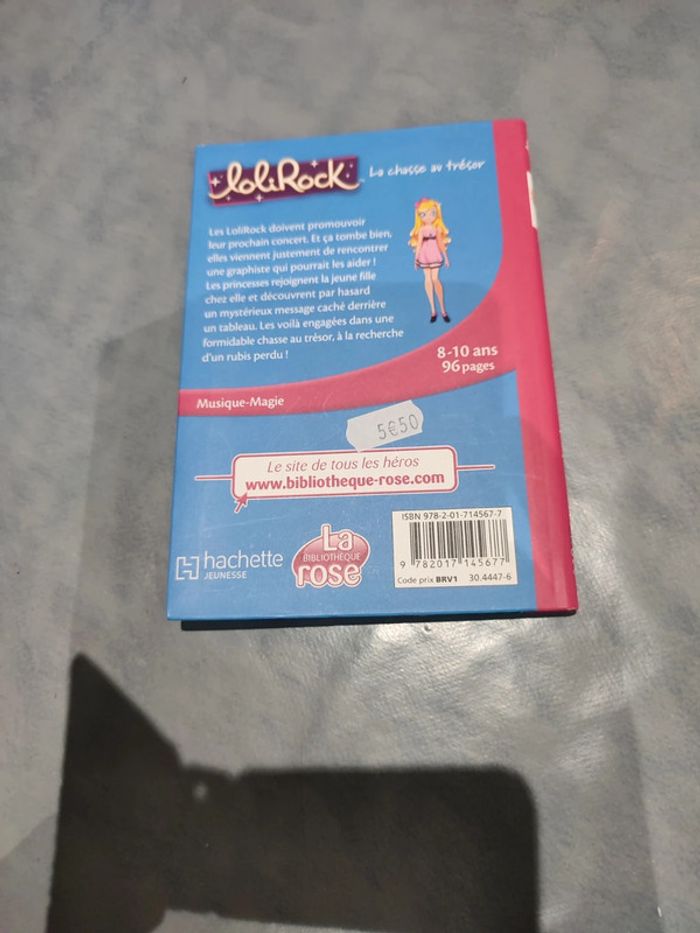 LoliRock™ La chasse au trésor
Les LoliRock doivent promouvoir
leur prochain concert. Et ça tombe bien,
elles viennent justement de rencontrer
une graphiste qui pourrait les aider !
Les princesses rejoignent la jeune fille
chez elle et découvrent par hasard
un mystérieux message caché derrière
un tableau. Les voilà engagées dans une
formidable chasse au trésor, à la recherche
d'un rubis perdu !
8-10 ans
96 pages
Musique-Magie
5€50
Le site de tous les héros
www.bibliotheque-rose.com
hachette
JEUNESSE
La
BIBLIOTHÈQUE
rose
ISBN 978-2-01-714567-7
9 782017 145677
Code prix BRV1 30.4447-6